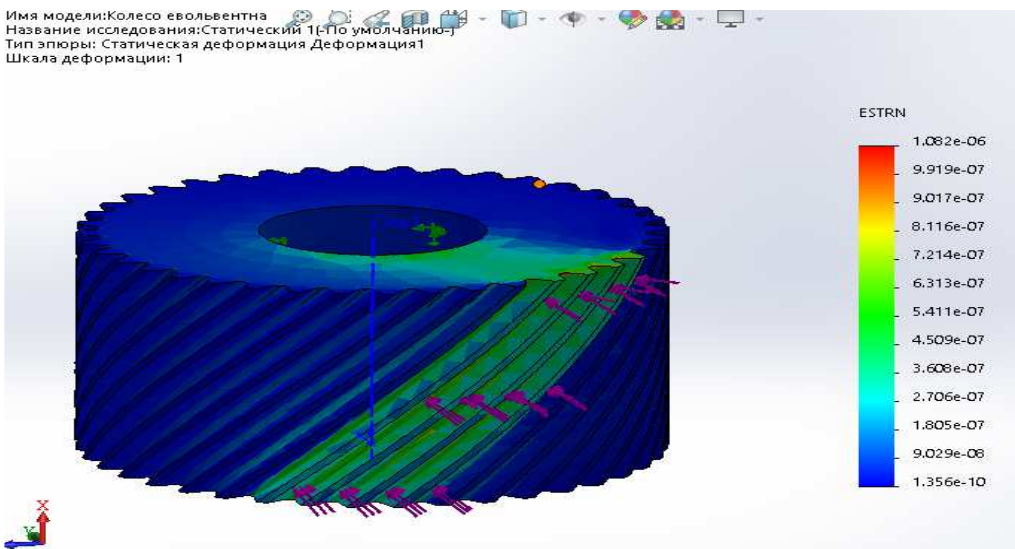 Имя модели:Колесо евольвентна
Название исследования:Статический 1(-По умолчанию-)
Тип эпюры: Статическая деформация Деформация1
Шкала деформации: 1
ESTRN
1.082e-06
9.919e-07
9.017e-07
8.116e-07
7.214e-07
6.313e-07
5.411e-07
4.509e-07
3.608e-07
2.706e-07
1.805e-07
9.029e-08
1.356e-10
X
Y